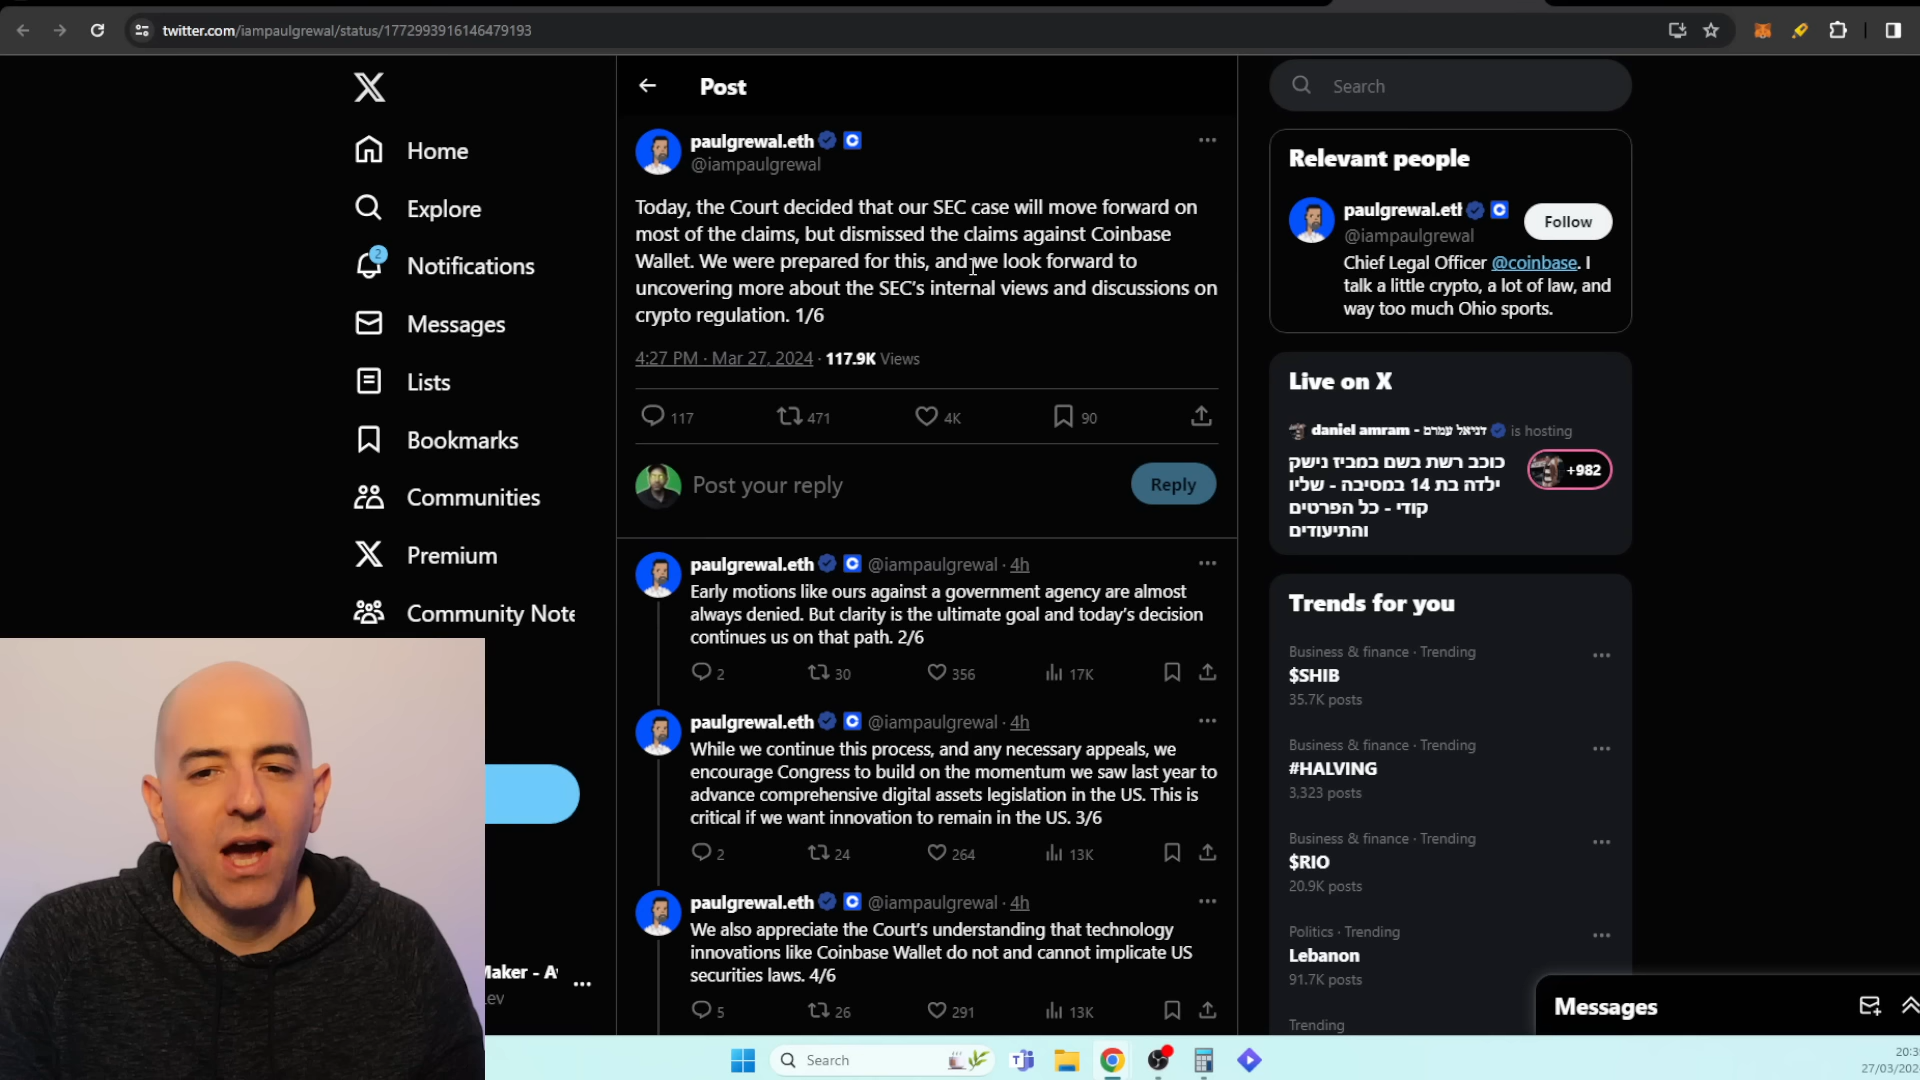 twitter.com/iampaulgrewal/status/1772993916146479193
Home
Explore
2
Notifications
Messages
Lists
Bookmarks
Communities
Premium
Community Note
Maker - A
Post
paulgrewal.eth
@iampaulgrewal
Today, the Court decided that our SEC case will move forward on
most of the claims, but dismissed the claims against Coinbase
Wallet. We were prepared for this, and we look forward to
uncovering more about the SEC's internal views and discussions on
crypto regulation. 1/6
4:27 PM · Mar 27, 2024 · 117.9K Views
117 471 4K 90
Post your reply
Reply
paulgrewal.eth @iampaulgrewal · 4h
Early motions like ours against a government agency are almost
always denied. But clarity is the ultimate goal and today's decision
continues us on that path. 2/6
2 30 356 17K
paulgrewal.eth @iampaulgrewal · 4h
While we continue this process, and any necessary appeals, we
encourage Congress to build on the momentum we saw last year to
advance comprehensive digital assets legislation in the US. This is
critical if we want innovation to remain in the US. 3/6
2 24 264 13K
paulgrewal.eth @iampaulgrewal · 4h
We also appreciate the Court's understanding that technology
innovations like Coinbase Wallet do not and cannot implicate US
securities laws. 4/6
5 26 291 13K
Search
Relevant people
paulgrewal.etl
@iampaulgrewal
Follow
Chief Legal Officer @coinbase. I
talk a little crypto, a lot of law, and
way too much Ohio sports.
Live on X
daniel amram - דניאל עמרם is hosting
כוכב רשת בשם במביז נישק
ילדה בת 14 במסיבה - שליו
קודי - כל הפרטים
והתיעודים
+982
Trends for you
Business & finance · Trending
$SHIB
35.7K posts
Business & finance · Trending
#HALVING
3,323 posts
Business & finance · Trending
$RIO
20.9K posts
Politics · Trending
Lebanon
91.7K posts
Trending
Messages
Search
20:3
27/03/202